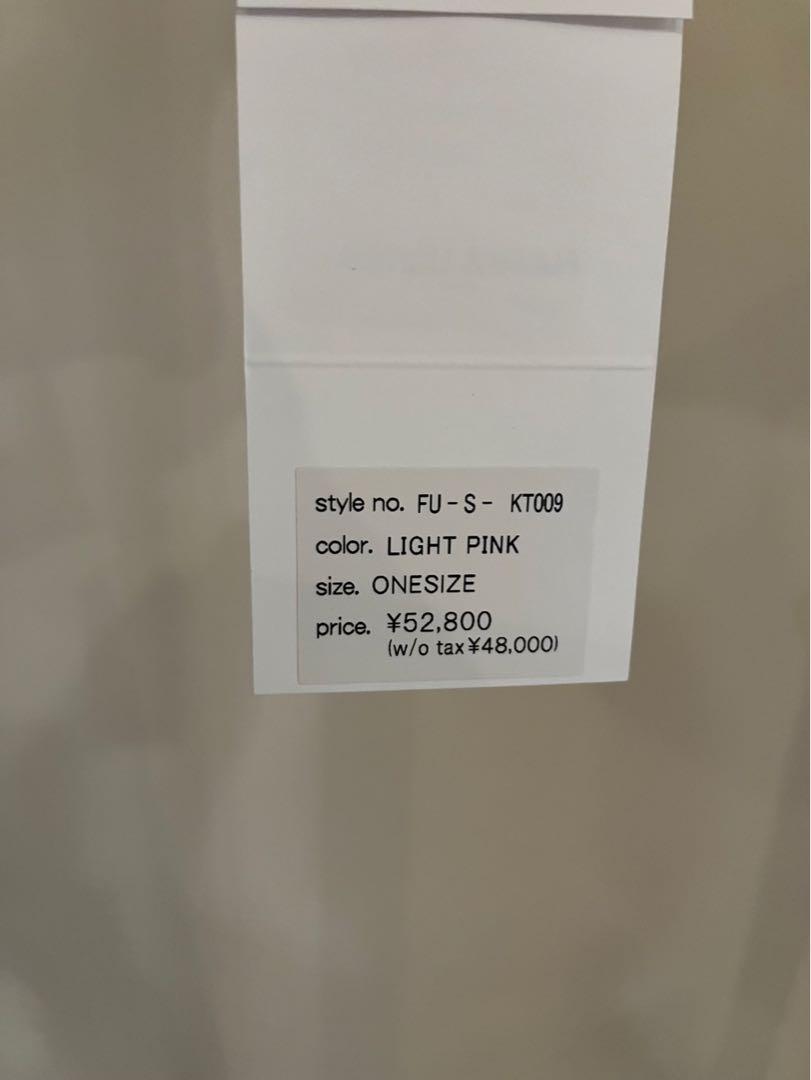 style no. FU-S- KT009
color. LIGHT PINK
size. ONESIZE
price. ¥52,800
(w/o tax¥48,000)